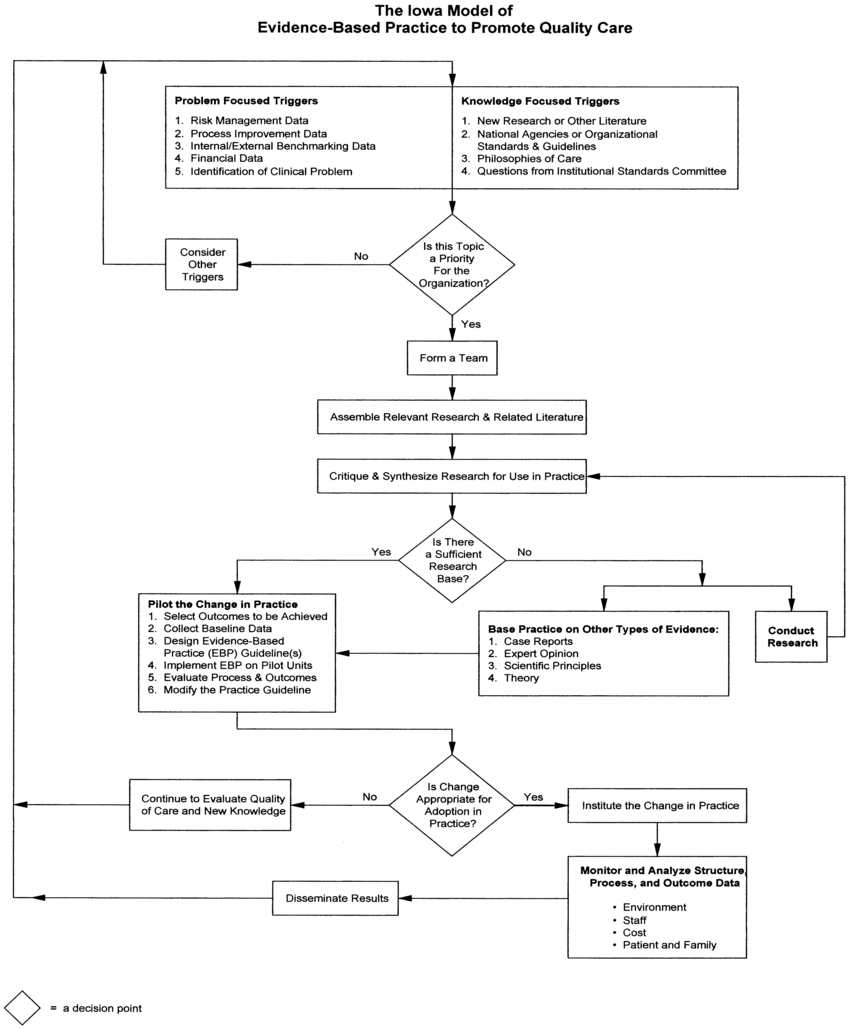 The Iowa Model of
Evidence-Based Practice to Promote Quality Care
Problem Focused Triggers
1. Risk Management Data
2. Process Improvement Data
3. Internal/External Benchmarking Data
4. Financial Data
5. Identification of Clinical Problem
Knowledge Focused Triggers
1. New Research or Other Literature
2. National Agencies or Organizational
Standards & Guidelines
3. Philosophies of Care
4. Questions from Institutional Standards Committee
Consider
Other
Triggers
No
Is this Topic
a Priority
For the
Organization?
Yes
Form a Team
Assemble Relevant Research & Related Literature
Critique & Synthesize Research for Use in Practice
Yes
Is There
a Sufficient
Research
Base?
No
Pilot the Change in Practice
1. Select Outcomes to be Achieved
2. Collect Baseline Data
3. Design Evidence-Based
Practice (EBP) Guideline(s)
4. Implement EBP on Pilot Units
5. Evaluate Process & Outcomes
6. Modify the Practice Guideline
Base Practice on Other Types of Evidence:
1. Case Reports
2. Expert Opinion
3. Scientific Principles
4. Theory
Conduct
Research
Continue to Evaluate Quality
of Care and New Knowledge
No
Is Change
Appropriate for
Adoption in
Practice?
Yes
Institute the Change in Practice
Monitor and Analyze Structure,
Process, and Outcome Data
• Environment
• Staff
• Cost
• Patient and Family
Disseminate Results
= a decision point